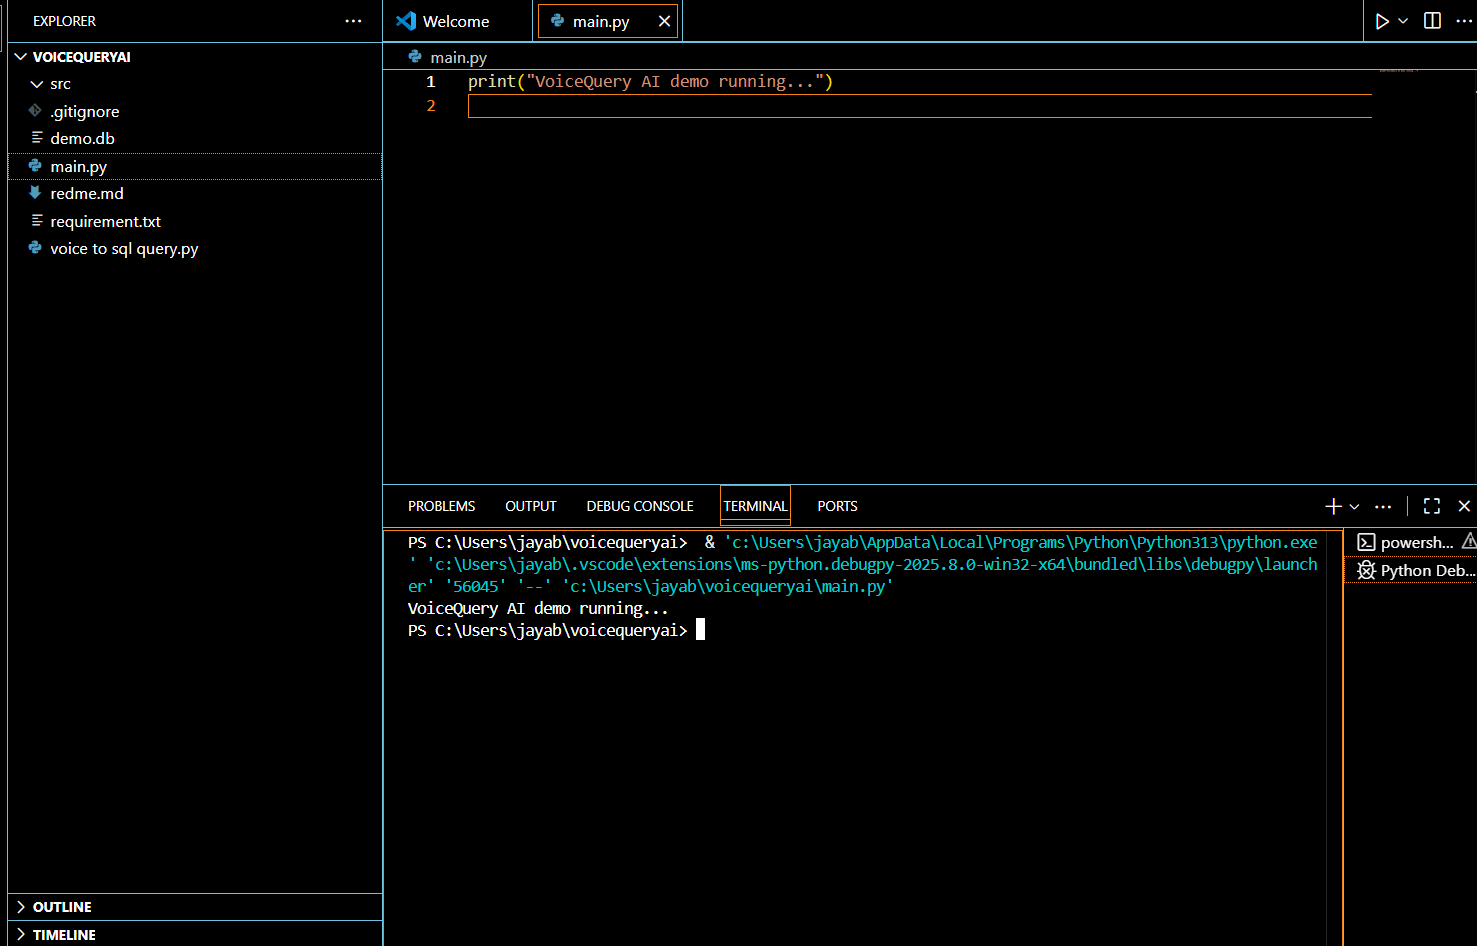 EXPLORER
VOICEQUERYAI
src
.gitignore
demo.db
main.py
redme.md
requirement.txt
voice to sql query.py
OUTLINE
TIMELINE
Welcome
main.py
main.py
1 print("VoiceQuery AI demo running...")
2
PROBLEMS OUTPUT DEBUG CONSOLE TERMINAL PORTS
PS C:\Users\jayab\voicequeryai>  & 'c:\Users\jayab\AppData\Local\Programs\Python\Python313\python.exe
' 'c:\Users\jayab\.vscode\extensions\ms-python.debugpy-2025.8.0-win32-x64\bundled\libs\debugpy\launch
er' '56045' '--' 'c:\Users\jayab\voicequeryai\main.py'
VoiceQuery AI demo running...
PS C:\Users\jayab\voicequeryai>
powersh...
Python Deb...